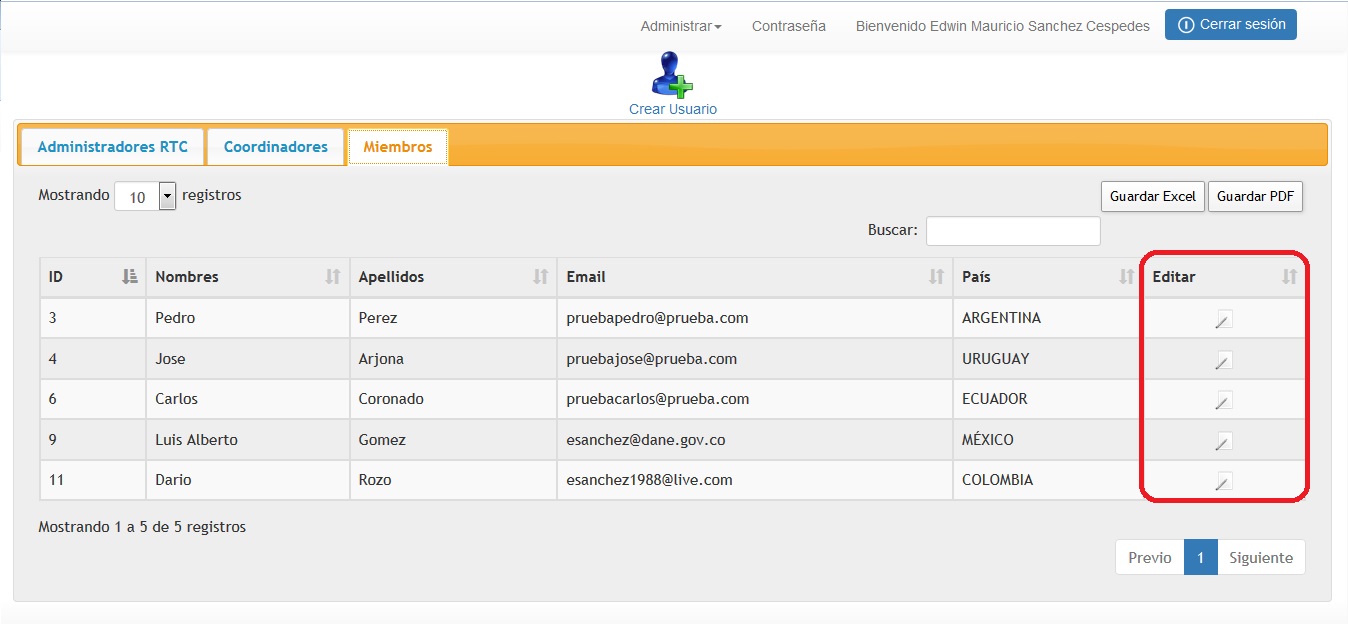 Administrar Contraseña Bienvenido Edwin Mauricio Sanchez Cespedes Cerrar sesión
Crear Usuario
Administradores RTC Coordinadores Miembros
Mostrando 10 registros Guardar Excel Guardar PDF
Buscar:
ID Nombres Apellidos Email País Editar
3 Pedro Perez pruebapedro@prueba.com ARGENTINA
4 Jose Arjona pruebajose@prueba.com URUGUAY
6 Carlos Coronado pruebacarlos@prueba.com ECUADOR
9 Luis Alberto Gomez esanchez@dane.gov.co MÉXICO
11 Dario Rozo esanchez1988@live.com COLOMBIA
Mostrando 1 a 5 de 5 registros
Previo 1 Siguiente